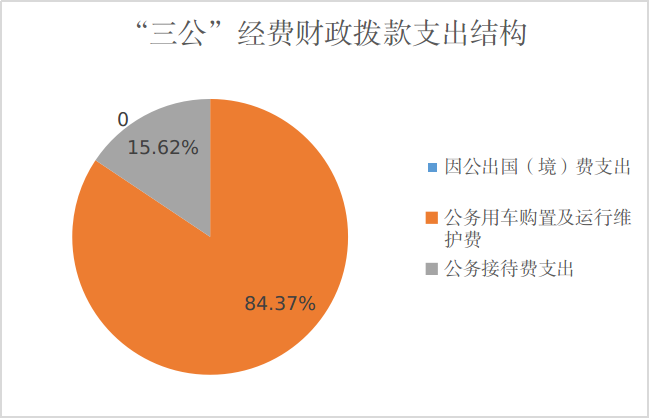 “三公”经费财政拨款支出结构
0
15.62%
84.37%
因公出国（境）费支出
公务用车购置及运行维
护费
公务接待费支出